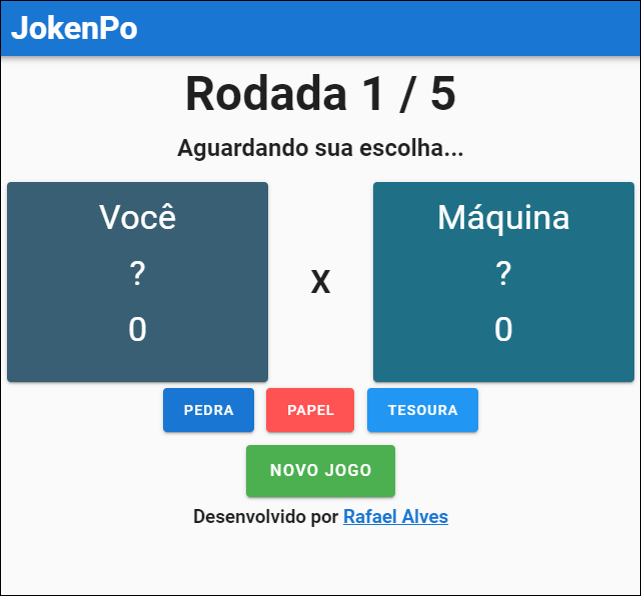 JokenPo
Rodada 1 / 5
Aguardando sua escolha...
Você
?
0
X
Máquina
?
0
PEDRA
PAPEL
TESOURA
NOVO JOGO
Desenvolvido por Rafael Alves